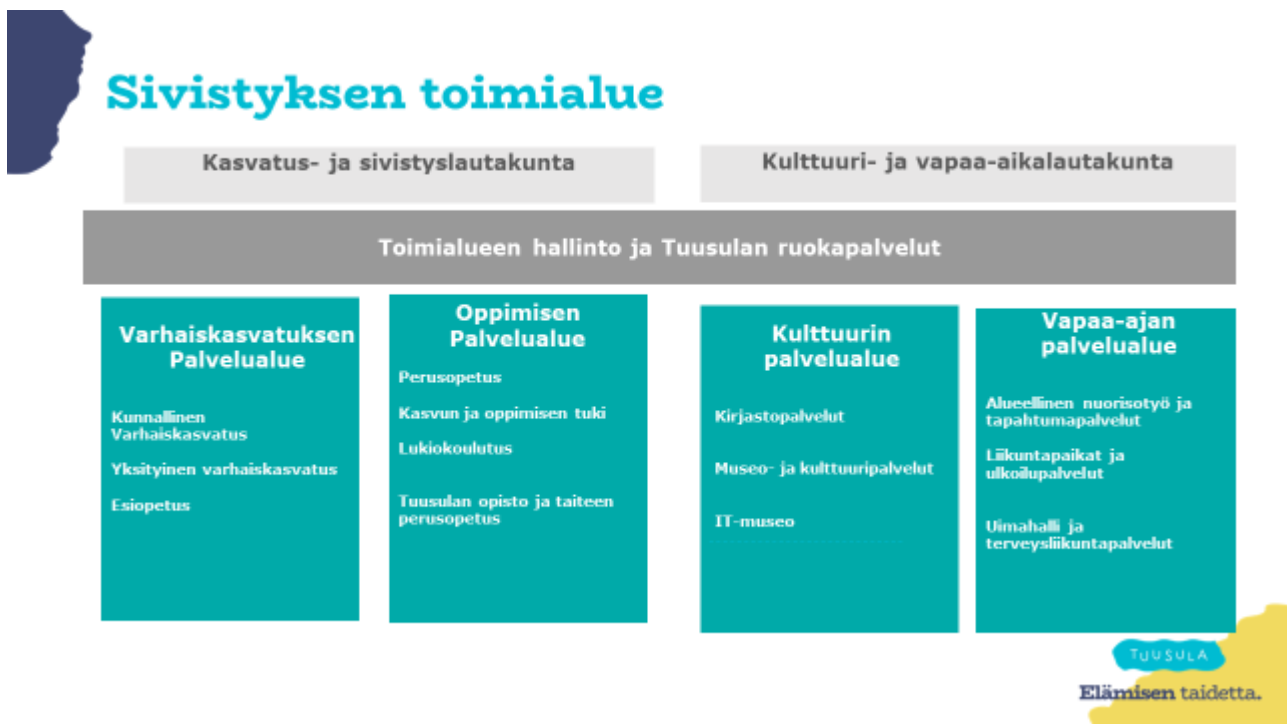 Sivistyksen toimialue
Kasvatus- ja sivistyslautakunta
Kulttuuri- ja vapaa-aikalautakunta
Toimialueen hallinto ja Tuusulan ruokapalvelut
Varhaiskasvatuksen
Palvelualue
Kunnallinen
Varhaiskasvatus
Yksityinen varhaiskasvatus
Esiopetus
Oppimisen
Palvelualue
Perusopetus
Kasvun ja oppimisen tuki
Lukiokoulutus
Tuusulan opisto ja taiteen
perusopetus
Kulttuurin
palvelualue
Kirjastopalvelut
Museo- ja kulttuuripalvelut
IT-museo
Vapaa-ajan
palvelualue
Alueellinen nuorisotyö ja
tapahtumapalvelut
Liikuntapaikat ja
ulkoilupalvelut
Uimahalli ja
terveysliikuntapalvelut
TUUSULA
Elämisen taidetta.